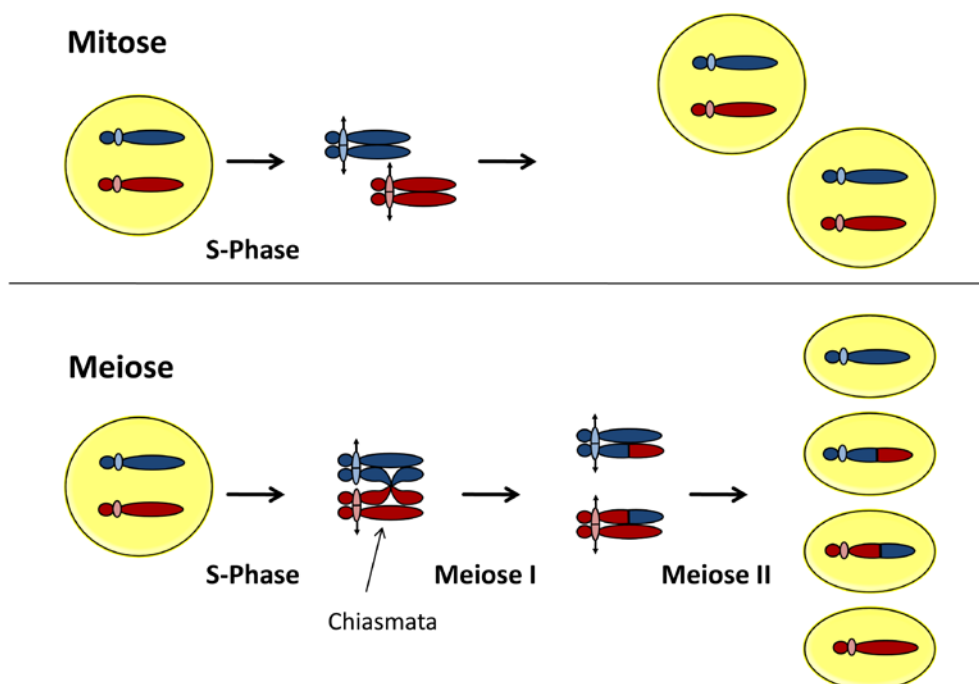 Mitose
S-Phase
Meiose
S-Phase
Meiose I
Meiose II
Chiasmata